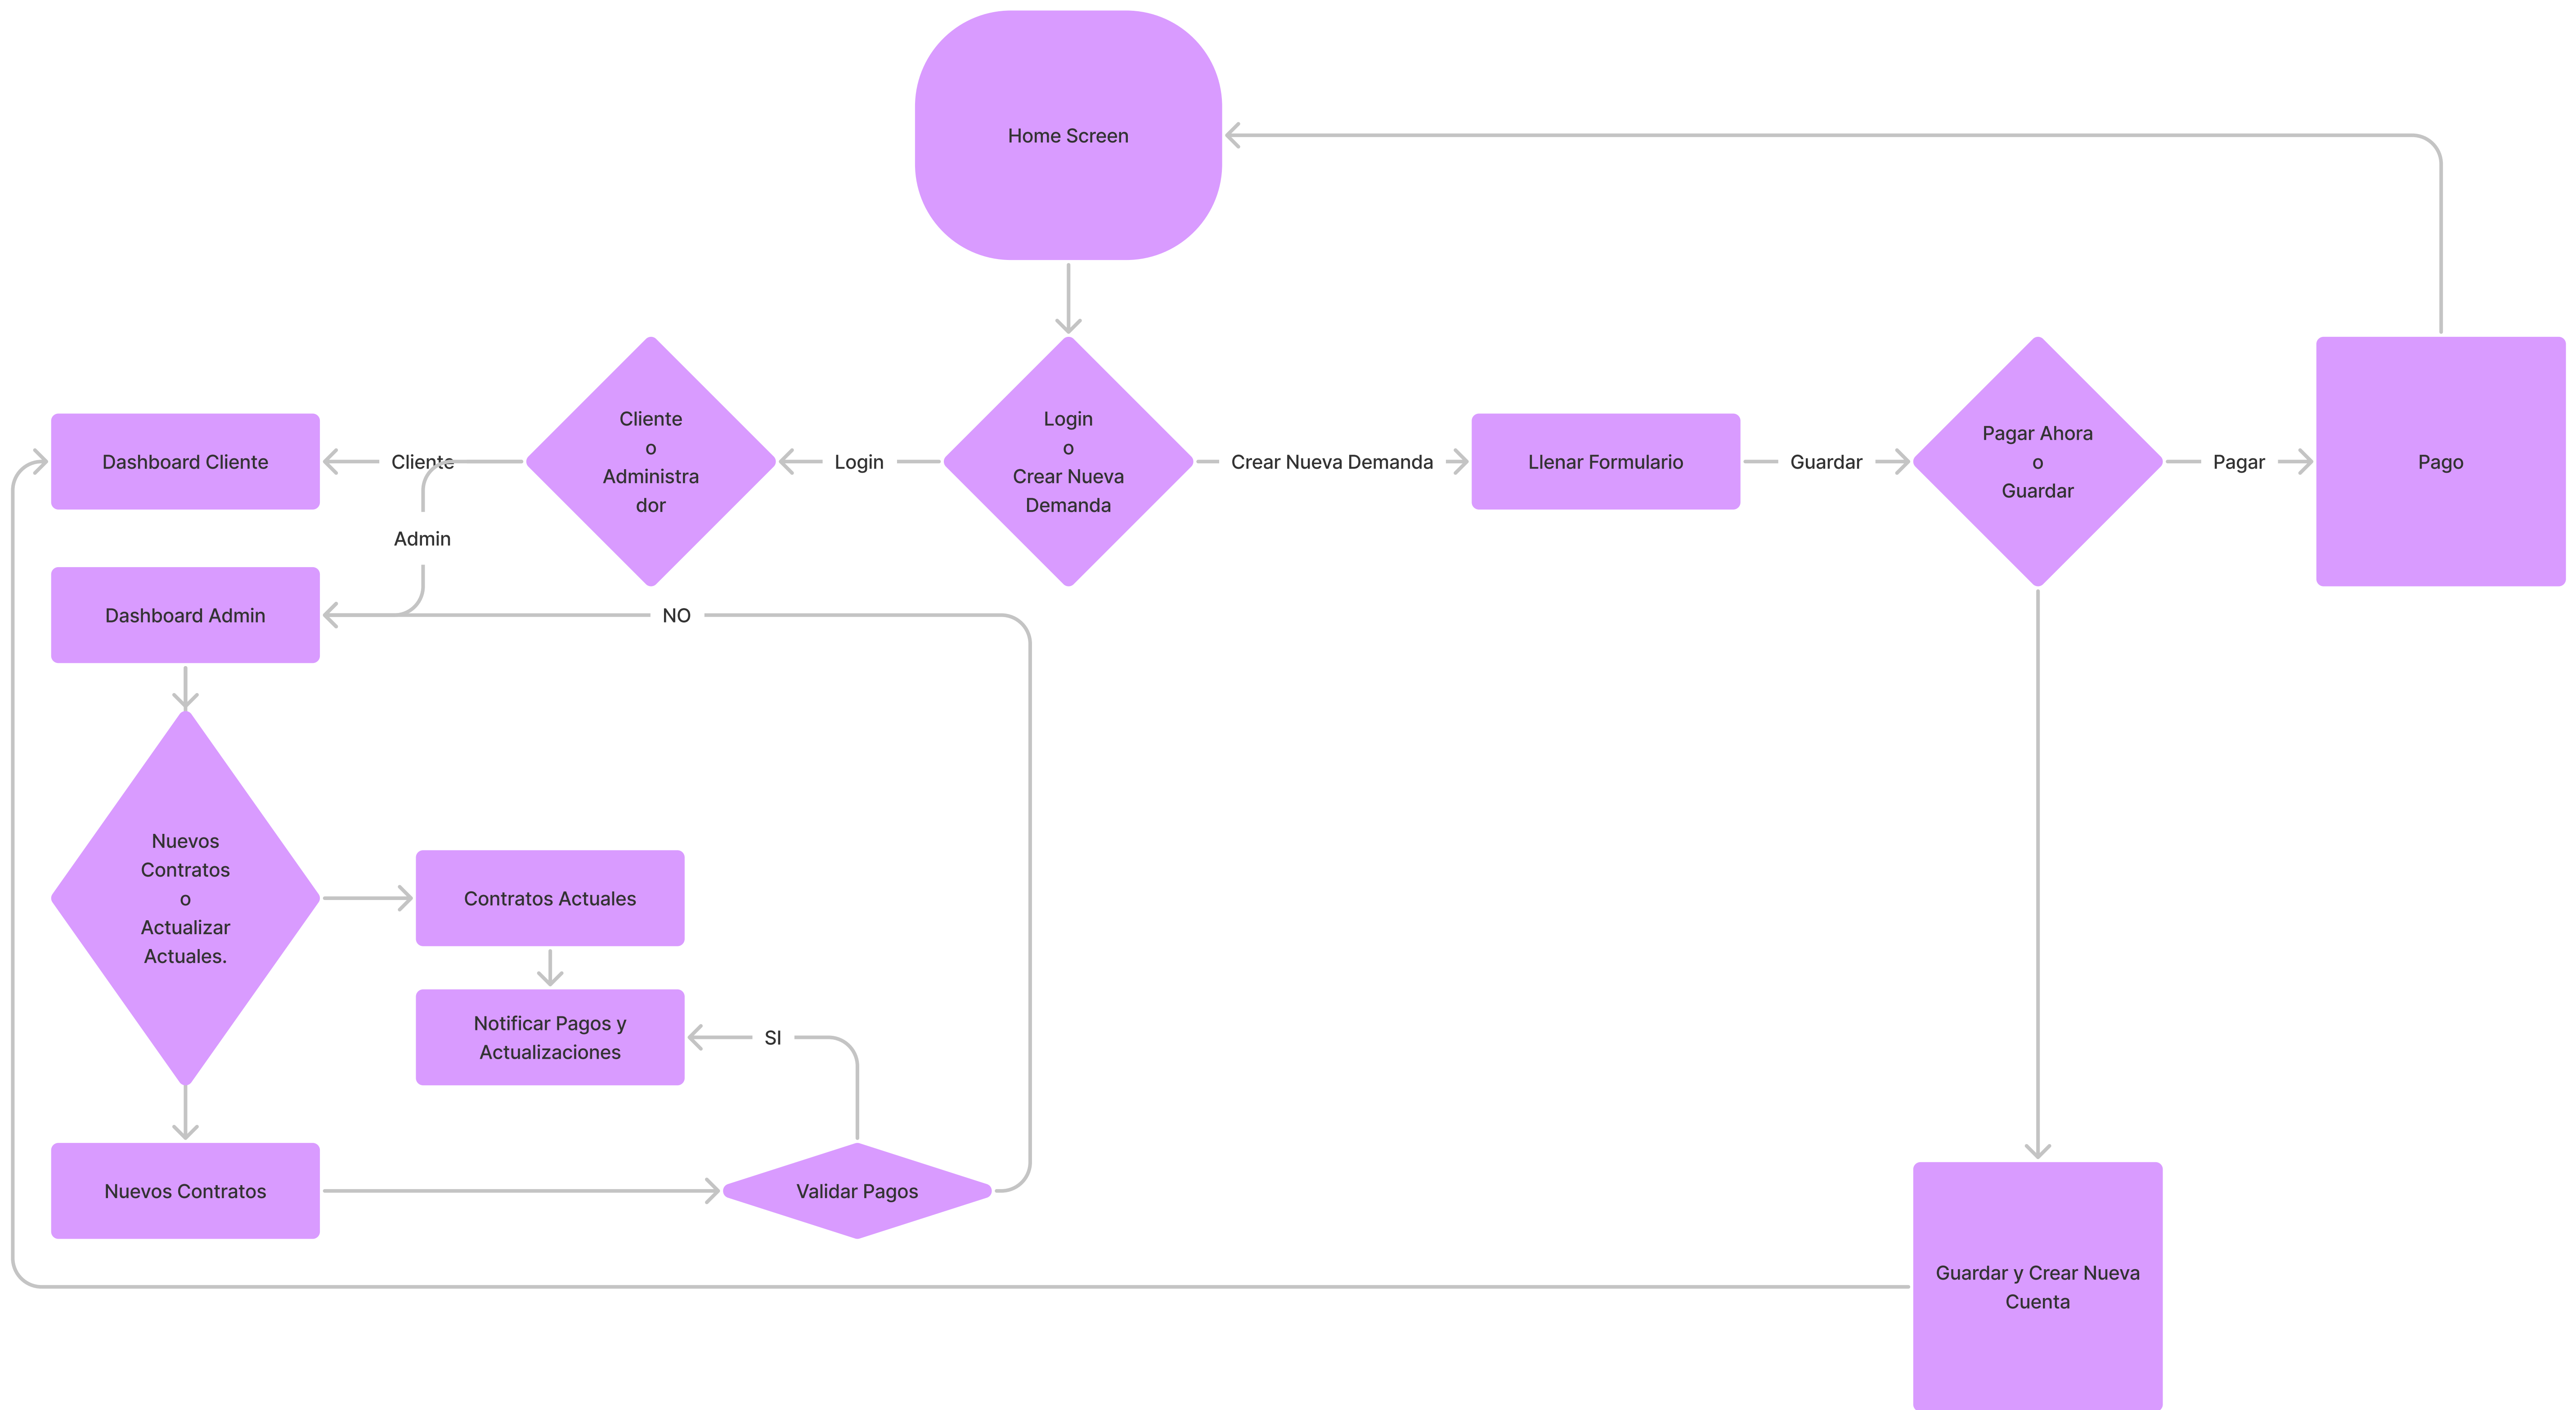 Home Screen
Cliente
o
Administra
dor
Login
o
Crear Nueva
Demanda
Pagar Ahora
o
Guardar
Dashboard Cliente
Cliente
Login
Crear Nueva Demanda
Llenar Formulario
Guardar
Pagar
Pago
Admin
Dashboard Admin
NO
Nuevos
Contratos
o
Actualizar
Actuales.
Contratos Actuales
Notificar Pagos y
Actualizaciones
SI
Nuevos Contratos
Validar Pagos
Guardar y Crear Nueva
Cuenta